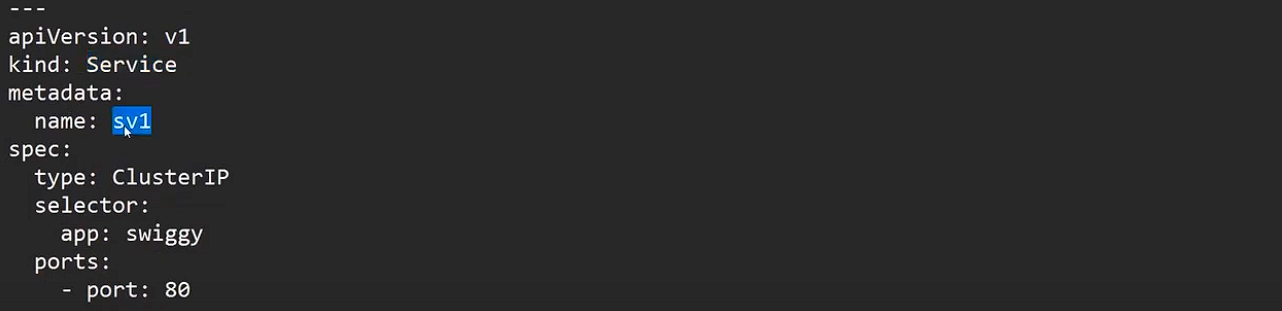 ---
apiVersion: v1
kind: Service
metadata:
  name: sv1
spec:
  type: ClusterIP
  selector:
    app: swiggy
  ports:
    - port: 80